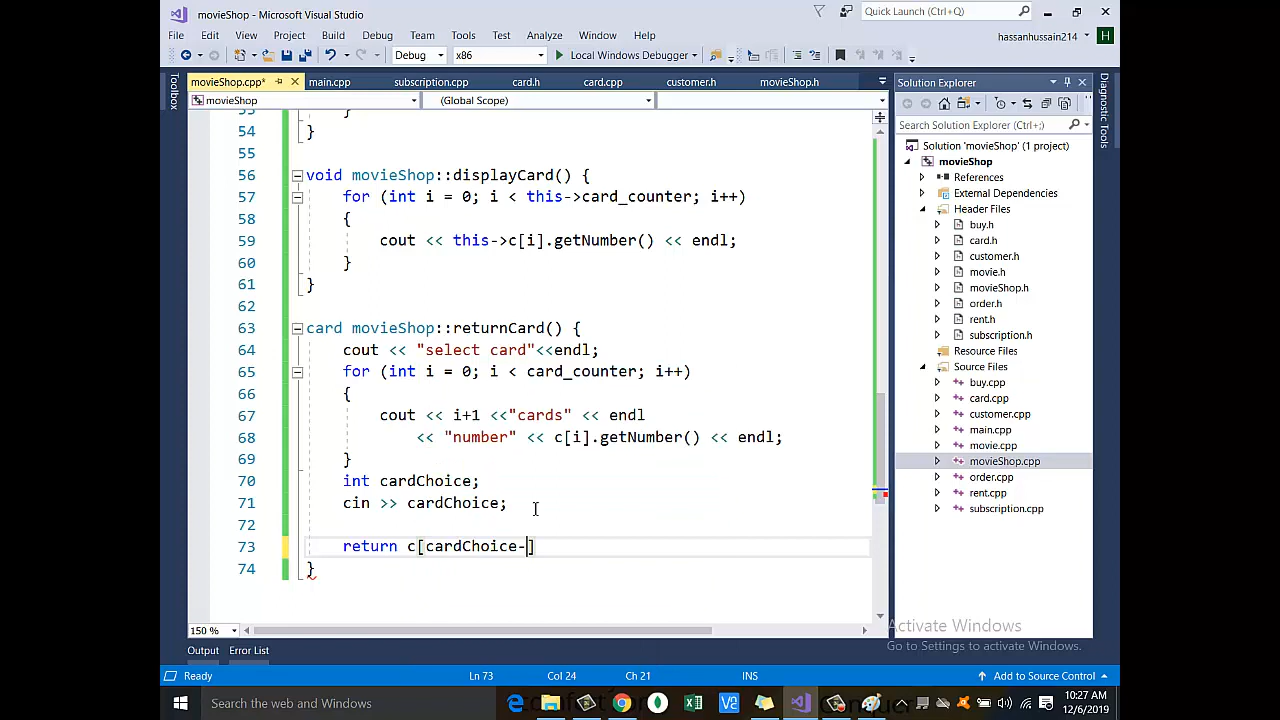 movieShop - Microsoft Visual Studio
Quick Launch (Ctrl+Q)
File Edit View Project Build Debug Team Tools Test Analyze Window Help
hassanhussain214 H
Debug x86 Local Windows Debugger
movieShop.cpp* main.cpp subscription.cpp card.h card.cpp customer.h movieShop.h
Solution Explorer
Toolbox
Diagnostic Tools
movieShop (Global Scope)
Search Solution Explorer (Ctrl+;)
54 }
55
56 void movieShop::displayCard() {
57 for (int i = 0; i < this->card_counter; i++)
58 {
59 cout << this->c[i].getNumber() << endl;
60 }
61 }
62
63 card movieShop::returnCard() {
64 cout << "select card"<<endl;
65 for (int i = 0; i < card_counter; i++)
66 {
67 cout << i+1 <<"cards" << endl
68 << "number" << c[i].getNumber() << endl;
69 }
70 int cardChoice;
71 cin >> cardChoice;
72
73 return c[cardChoice-]
74 }
Solution 'movieShop' (1 project)
movieShop
References
External Dependencies
Header Files
buy.h
card.h
customer.h
movie.h
movieShop.h
order.h
rent.h
subscription.h
Resource Files
Source Files
buy.cpp
card.cpp
customer.cpp
main.cpp
movie.cpp
movieShop.cpp
order.cpp
rent.cpp
subscription.cpp
150 %
Activate Windows
Go to Settings to activate Windows.
Output Error List
Ready Ln 73 Col 24 Ch 21 INS Add to Source Control
Search the web and Windows
10:27 AM
12/6/2019